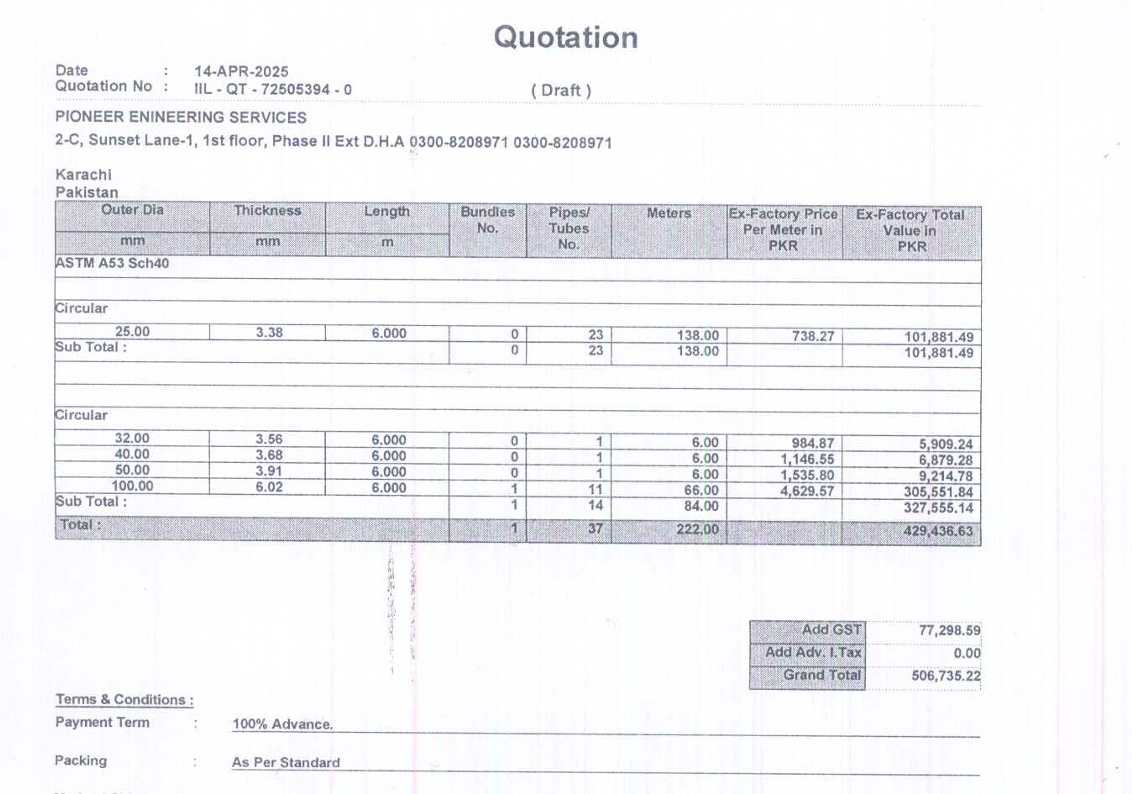 Quotation
Date : 14-APR-2025
Quotation No : IIL - QT - 72505394 - 0 ( Draft )
PIONEER ENINEERING SERVICES
2-C, Sunset Lane-1, 1st floor, Phase II Ext D.H.A 0300-8208971 0300-8208971
Karachi
Pakistan
Outer Dia Thickness Length Bundles Pipes/ Meters Ex-Factory Price Ex-Factory Total
No. Tubes Per Meter in Value in
mm mm m No. PKR PKR
ASTM A53 Sch40
Circular
25.00 3.38 6.000 0 23 138.00 738.27 101,881.49
Sub Total : 0 23 138.00 101,881.49
Circular
32.00 3.56 6.000 0 1 6.00 984.87 5,909.24
40.00 3.68 6.000 0 1 6.00 1,146.55 6,879.28
50.00 3.91 6.000 0 1 6.00 1,535.80 9,214.78
100.00 6.02 6.000 1 11 66.00 4,629.57 305,551.84
Sub Total : 1 14 84.00 327,555.14
Total : 1 37 222.00 429,436.63
Add GST 77,298.59
Add Adv. I.Tax 0.00
Grand Total 506,735.22
Terms & Conditions :
Payment Term : 100% Advance.
Packing : As Per Standard